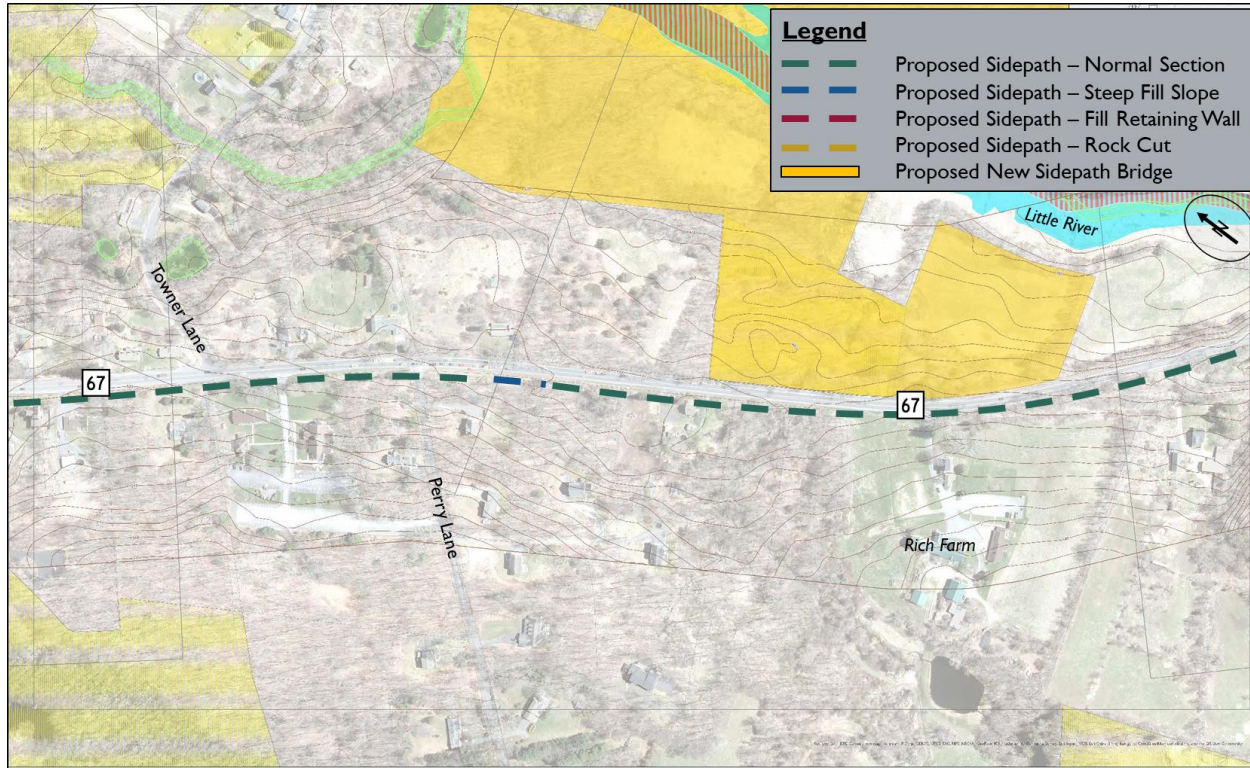 Legend
Proposed Sidepath – Normal Section
Proposed Sidepath – Steep Fill Slope
Proposed Sidepath – Fill Retaining Wall
Proposed Sidepath – Rock Cut
Proposed New Sidepath Bridge
Little River
N
Towner Lane
67
67
Perry Lane
Rich Farm